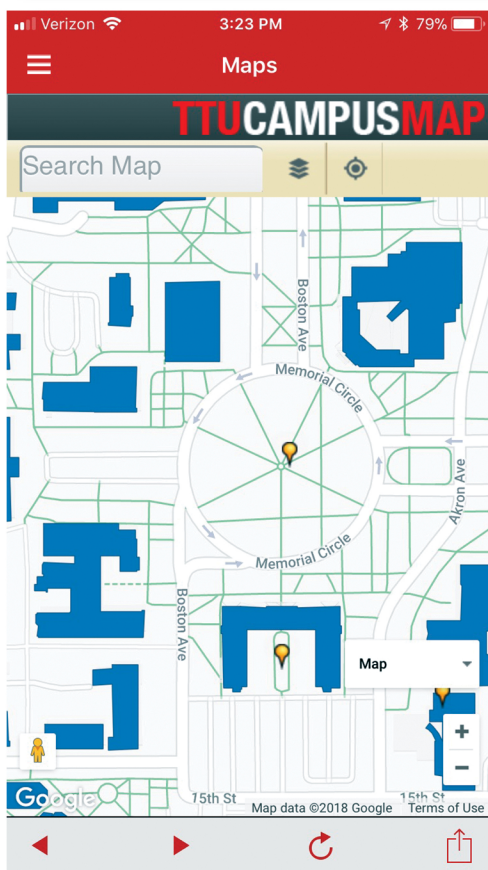 Verizon 3:23 PM 79%
Maps
TTUCAMPUSMAP
Search Map
Boston Ave
Memorial Circle
Akron Ave
Memorial Circle
Boston Ave
Map
+
−
Google
15th St
15th St
Map data ©2018 Google Terms of Use